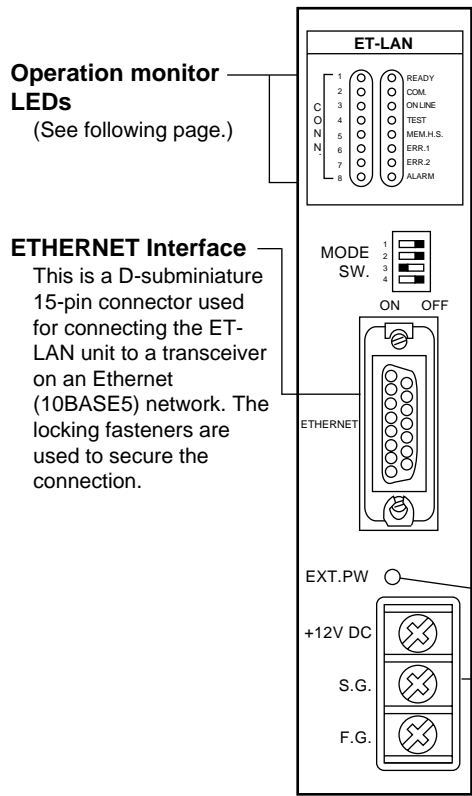 Operation monitor
LEDs
(See following page.)
ETHERNET Interface
This is a D-subminiature
15-pin connector used
for connecting the ET-
LAN unit to a transceiver
on an Ethernet
(10BASE5) network. The
locking fasteners are
used to secure the
connection.
ET-LAN
CONN.
1 READY
2 COM.
3 ONLINE
4 TEST
5 MEM.H.S.
6 ERR.1
7 ERR.2
8 ALARM
MODE
SW.
1
2
3
4
ON OFF
ETHERNET
EXT.PW
+12V DC
S.G.
F.G.